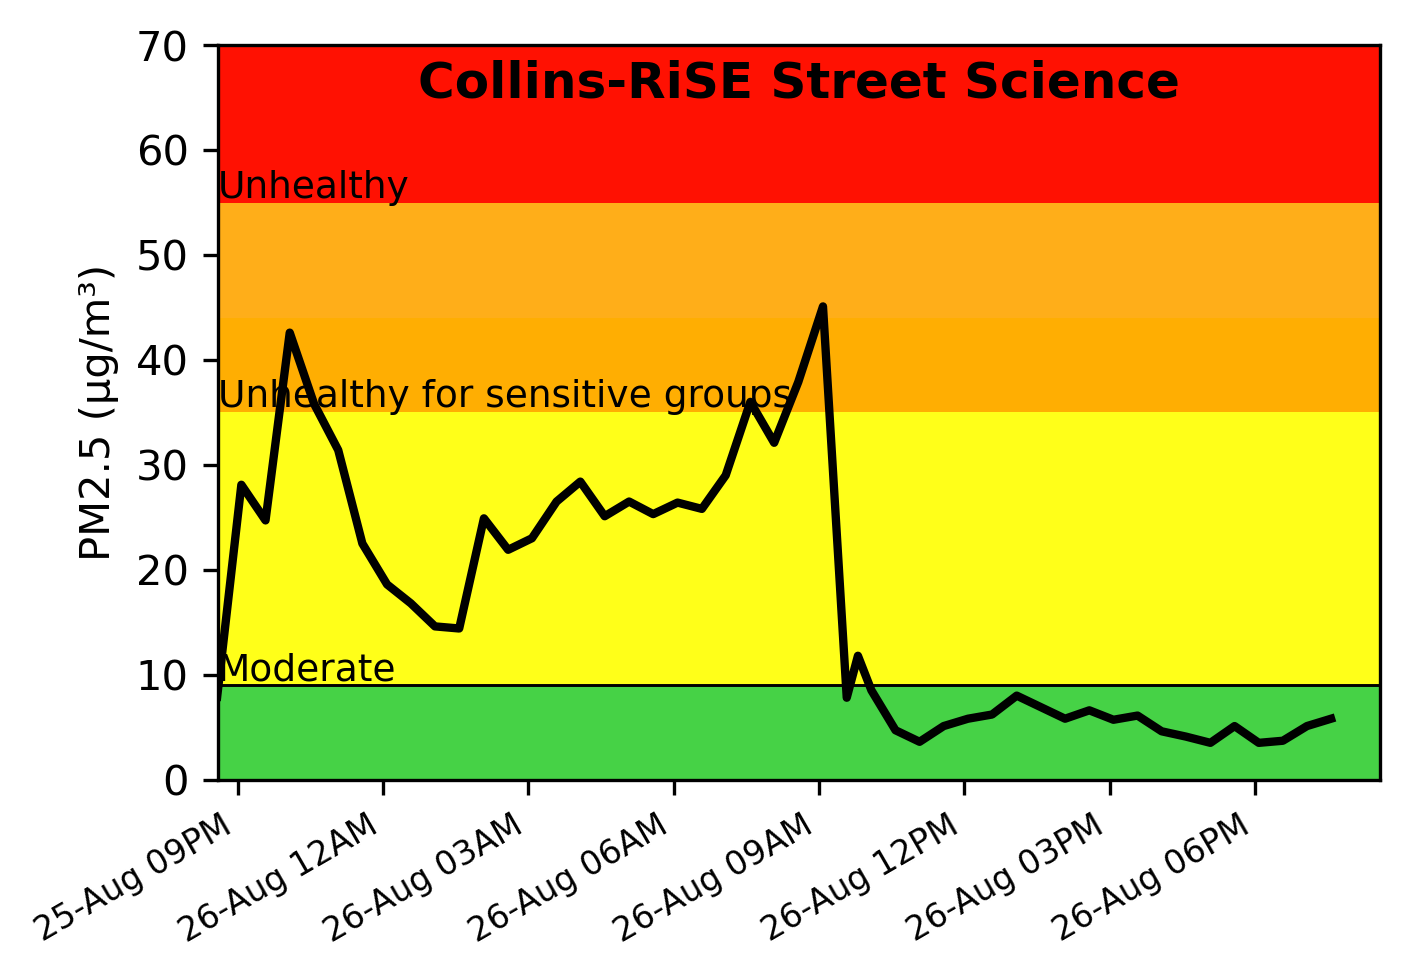 Collins-RiSE Street Science
70
60
Unhealthy
50
40
Unhealthy for sensitive groups
30
20
10
Moderate
0
PM2.5 (µg/m³)
25-Aug 09PM
26-Aug 12AM
26-Aug 03AM
26-Aug 06AM
26-Aug 09AM
26-Aug 12PM
26-Aug 03PM
26-Aug 06PM